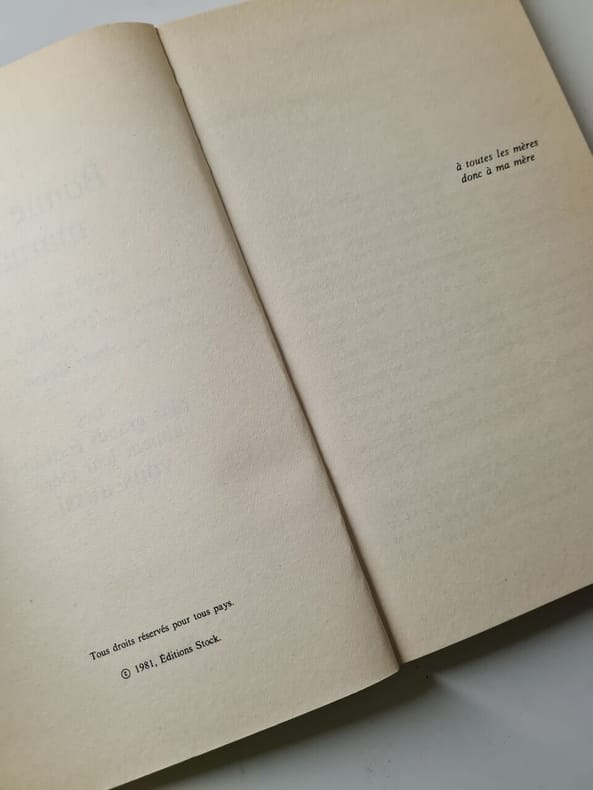 Tous droits réservés pour tous pays.
© 1981, Éditions Stock.
à toutes les mères
donc à ma mère